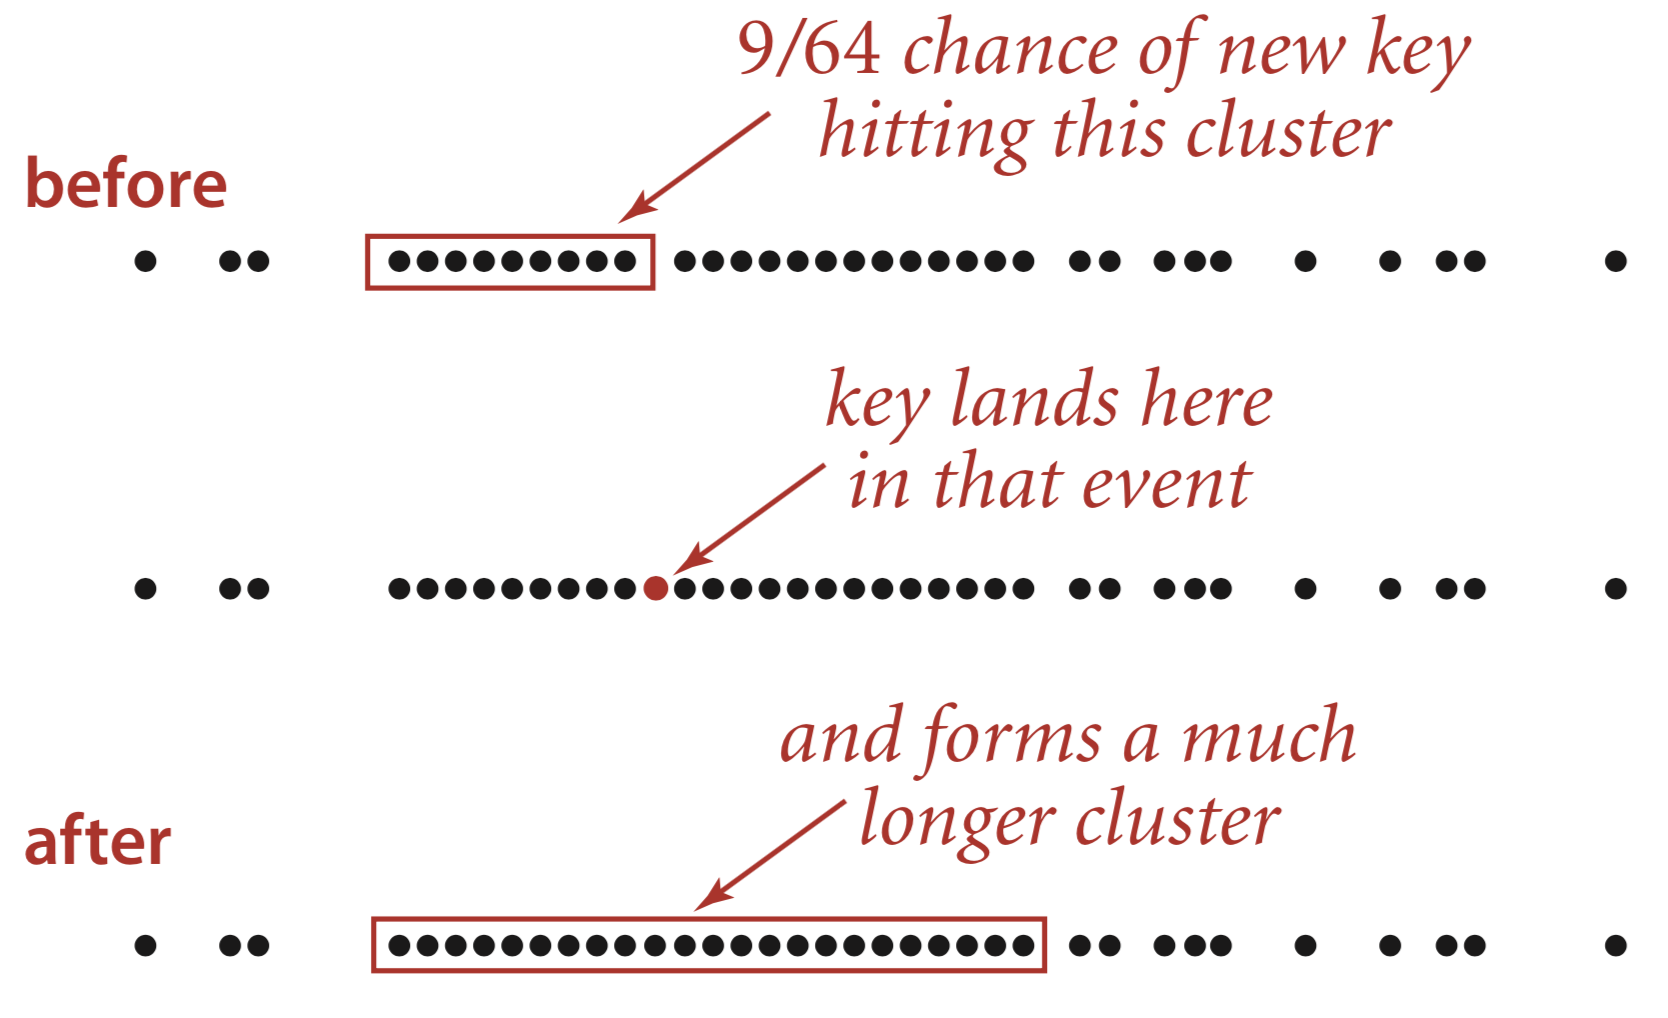 9/64 chance of new key
hitting this cluster
before
key lands here
in that event
and forms a much
longer cluster
after